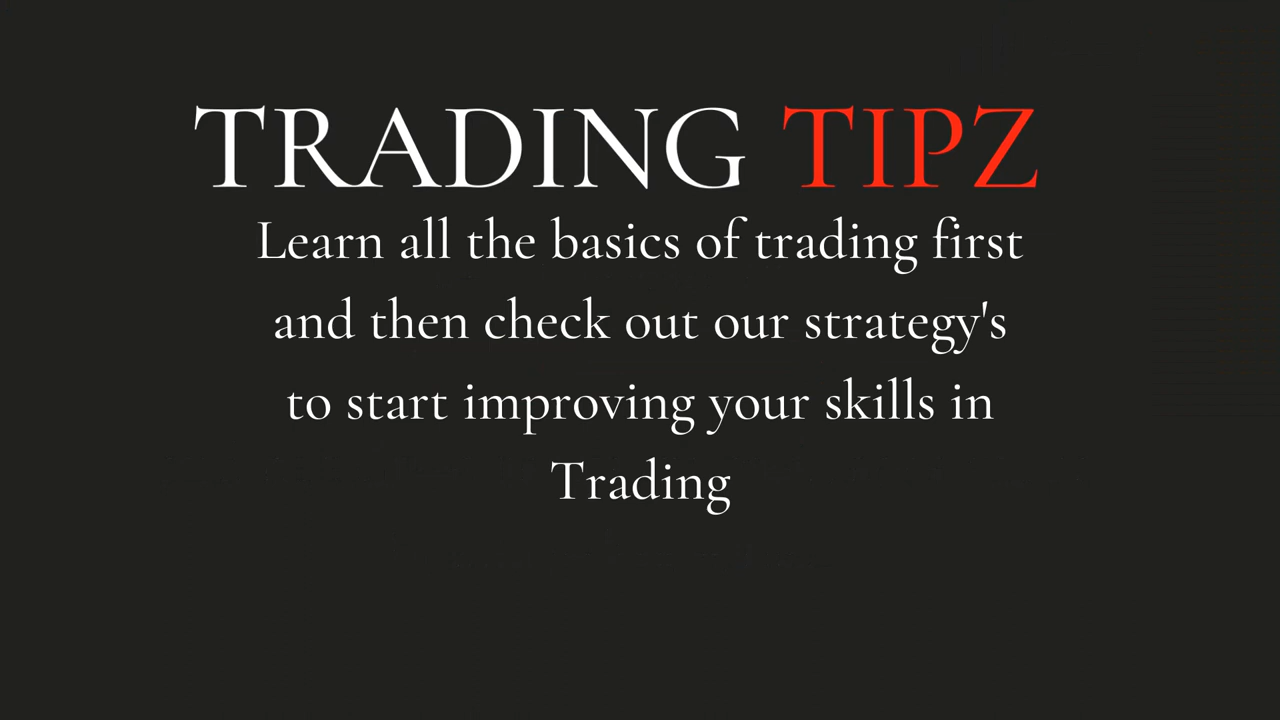 TRADING TIPZ
Learn all the basics of trading first
and then check out our strategy's
to start improving your skills in
Trading